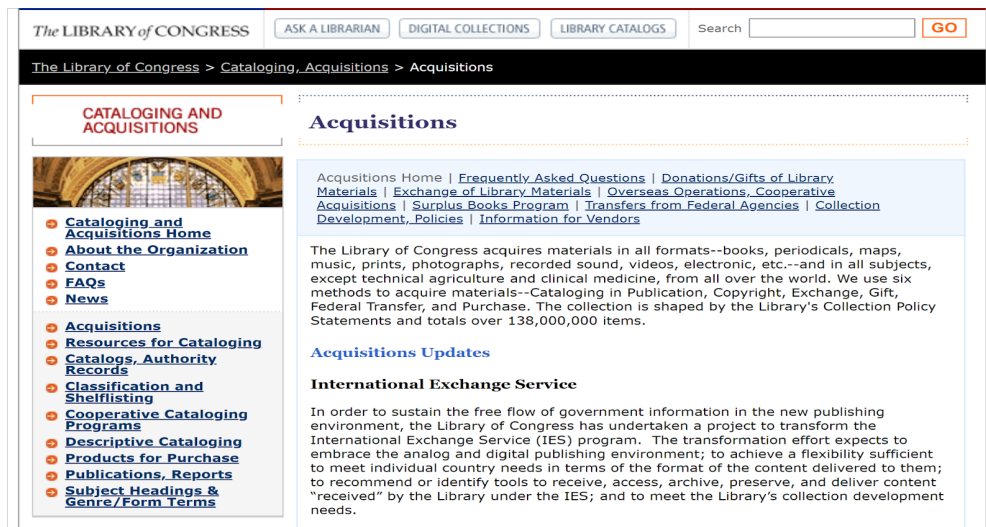 The LIBRARY of CONGRESS
ASK A LIBRARIAN
DIGITAL COLLECTIONS
LIBRARY CATALOGS
Search
GO
The Library of Congress > Cataloging, Acquisitions > Acquisitions
CATALOGING AND
ACQUISITIONS
Cataloging and
Acquisitions Home
About the Organization
Contact
FAQs
News
Acquisitions
Resources for Cataloging
Catalogs, Authority
Records
Classification and
Shelflisting
Cooperative Cataloging
Programs
Descriptive Cataloging
Products for Purchase
Publications, Reports
Subject Headings &
Genre/Form Terms
Acquisitions
Acqusitions Home | Frequently Asked Questions | Donations/Gifts of Library
Materials | Exchange of Library Materials | Overseas Operations, Cooperative
Acquisitions | Surplus Books Program | Transfers from Federal Agencies | Collection
Development, Policies | Information for Vendors
The Library of Congress acquires materials in all formats--books, periodicals, maps,
music, prints, photographs, recorded sound, videos, electronic, etc.--and in all subjects,
except technical agriculture and clinical medicine, from all over the world. We use six
methods to acquire materials--Cataloging in Publication, Copyright, Exchange, Gift,
Federal Transfer, and Purchase. The collection is shaped by the Library's Collection Policy
Statements and totals over 138,000,000 items.
Acquisitions Updates
International Exchange Service
In order to sustain the free flow of government information in the new publishing
environment, the Library of Congress has undertaken a project to transform the
International Exchange Service (IES) program.  The transformation effort expects to
embrace the analog and digital publishing environment; to achieve a flexibility sufficient
to meet individual country needs in terms of the format of the content delivered to them;
to recommend or identify tools to receive, access, archive, preserve, and deliver content
“received” by the Library under the IES; and to meet the Library’s collection development
needs.